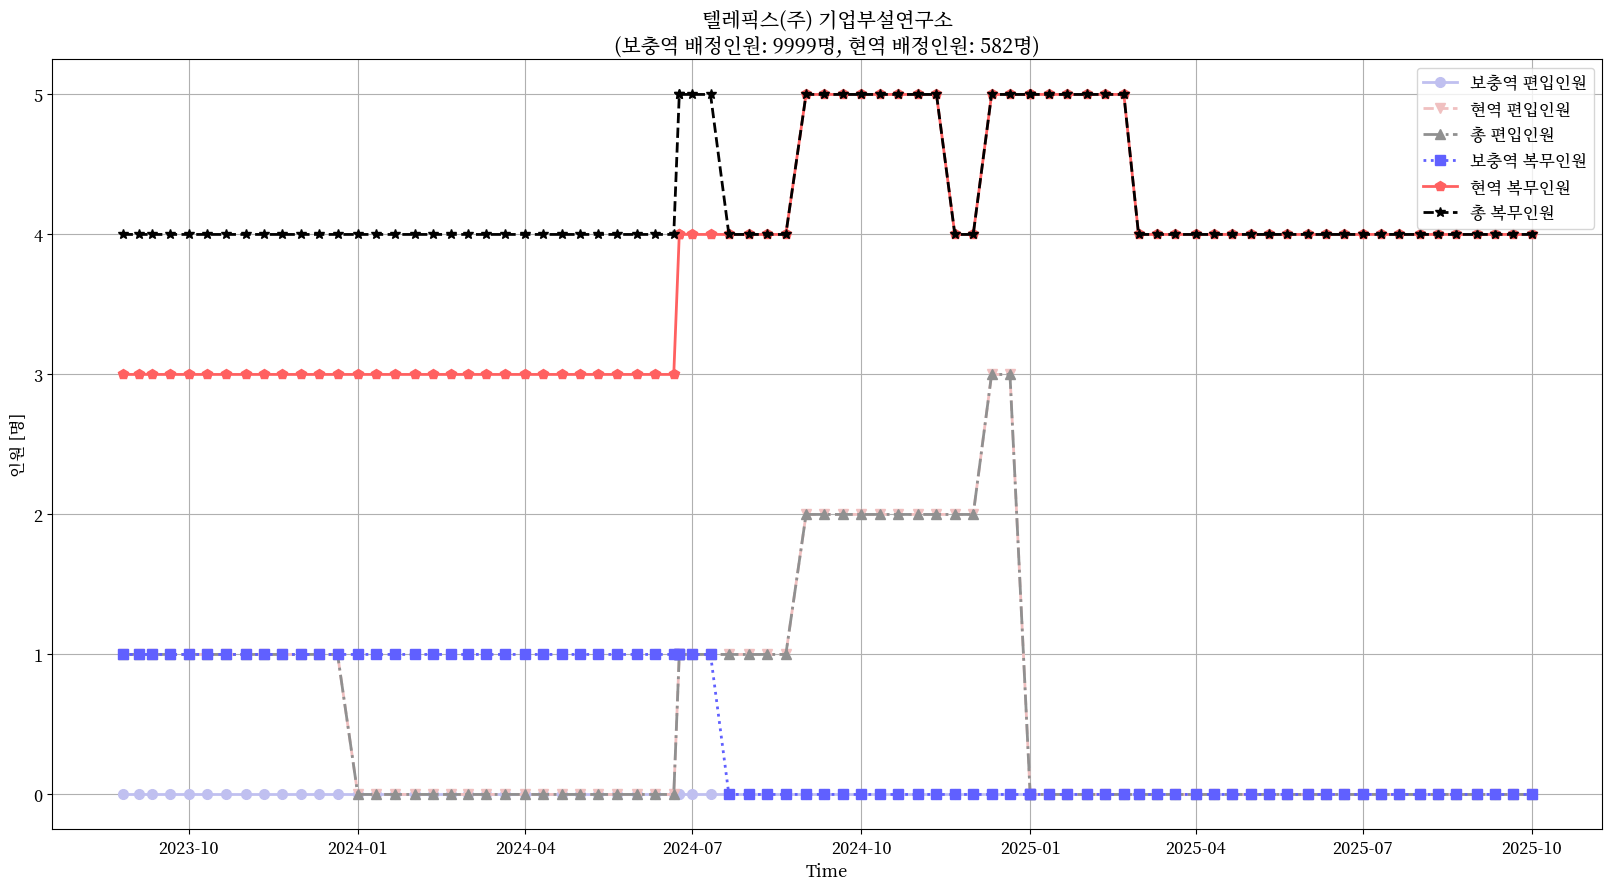 텔레픽스(주) 기업부설연구소
(보충역 배정인원: 9999명, 현역 배정인원: 582명)
보충역 편입인원
현역 편입인원
총 편입인원
보충역 복무인원
현역 복무인원
총 복무인원
인원 [명]
5
4
3
2
1
0
2023-10
2024-01
2024-04
2024-07
2024-10
2025-01
2025-04
2025-07
2025-10
Time